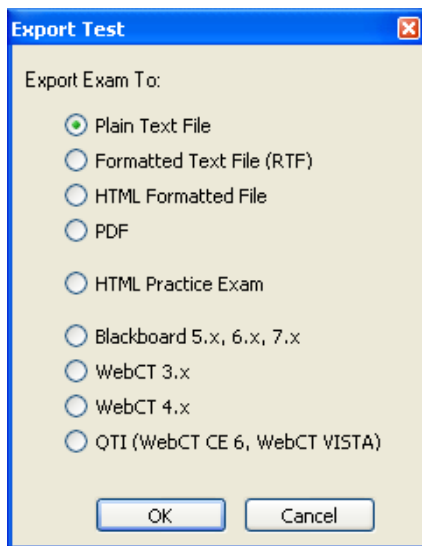 Export Test
Export Exam To:
Plain Text File
Formatted Text File (RTF)
HTML Formatted File
PDF
HTML Practice Exam
Blackboard 5.x, 6.x, 7.x
WebCT 3.x
WebCT 4.x
QTI (WebCT CE 6, WebCT VISTA)
OK Cancel